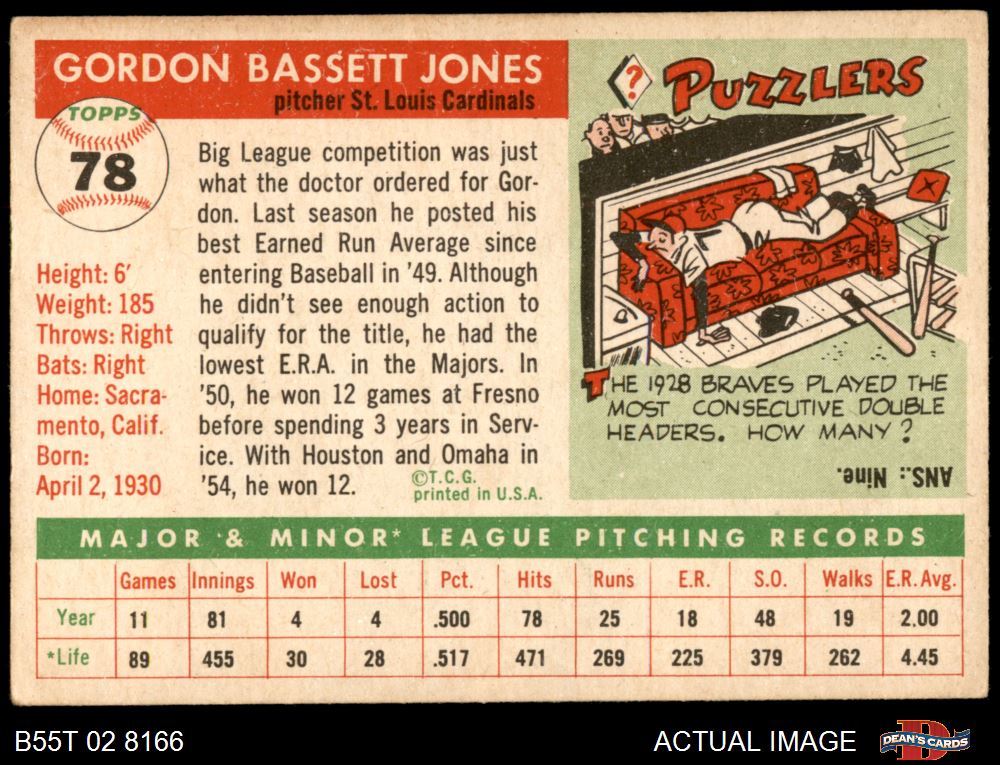 GORDON BASSETT JONES
pitcher St. Louis Cardinals
TOPPS
78
Height: 6'
Weight: 185
Throws: Right
Bats: Right
Home: Sacra-
mento, Calif.
Born:
April 2, 1930
Big League competition was just
what the doctor ordered for Gor-
don. Last season he posted his
best Earned Run Average since
entering Baseball in '49. Although
he didn't see enough action to
qualify for the title, he had the
lowest E.R.A. in the Majors. In
'50, he won 12 games at Fresno
before spending 3 years in Serv-
ice. With Houston and Omaha in
'54, he won 12.
©T.C.G.
printed in U.S.A.
? PUZZLERS
THE 1928 BRAVES PLAYED THE
MOST CONSECUTIVE DOUBLE
HEADERS. HOW MANY?
ANS.: Nine.
MAJOR & MINOR* LEAGUE PITCHING RECORDS
Games Innings Won Lost Pct. Hits Runs E.R. S.O. Walks E.R. Avg.
Year 11 81 4 4 .500 78 25 18 48 19 2.00
*Life 89 455 30 28 .517 471 269 225 379 262 4.45
B55T 02 8166
ACTUAL IMAGE
DEAN'S CARDS